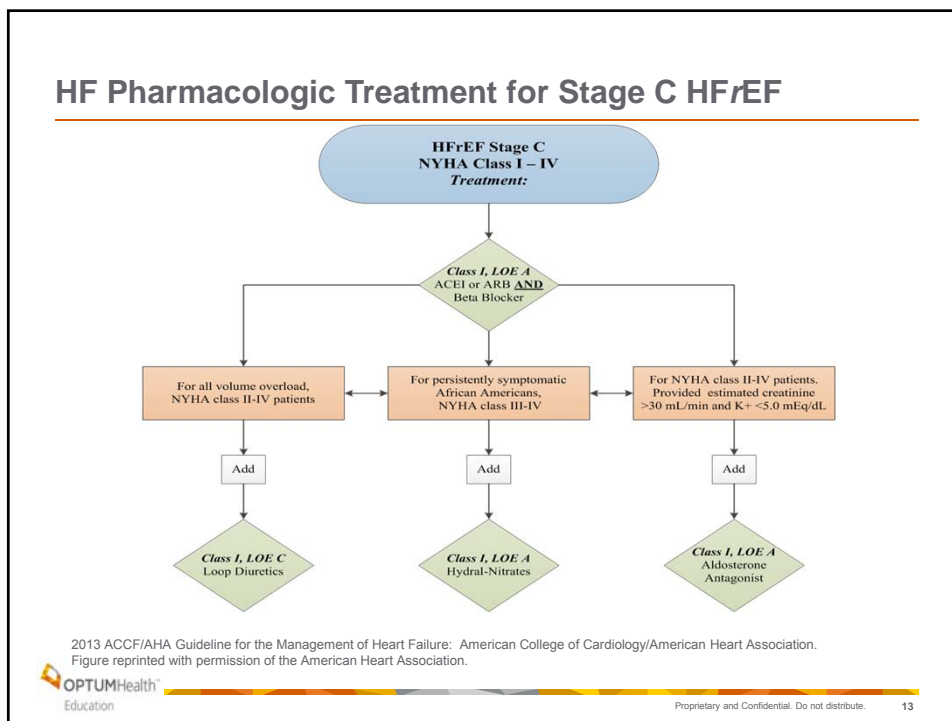 HF Pharmacologic Treatment for Stage C HFrEF
HFrEF Stage C
NYHA Class I – IV
Treatment:
Class I, LOE A
ACEI or ARB AND
Beta Blocker
For all volume overload,
NYHA class II-IV patients
For persistently symptomatic
African Americans,
NYHA class III-IV
For NYHA class II-IV patients.
Provided estimated creatinine
>30 mL/min and K+ <5.0 mEq/dL
Add
Add
Add
Class I, LOE C
Loop Diuretics
Class I, LOE A
Hydral-Nitrates
Class I, LOE A
Aldosterone
Antagonist
2013 ACCF/AHA Guideline for the Management of Heart Failure: American College of Cardiology/American Heart Association.
Figure reprinted with permission of the American Heart Association.
OPTUMHealth™
Education
Proprietary and Confidential. Do not distribute. 13